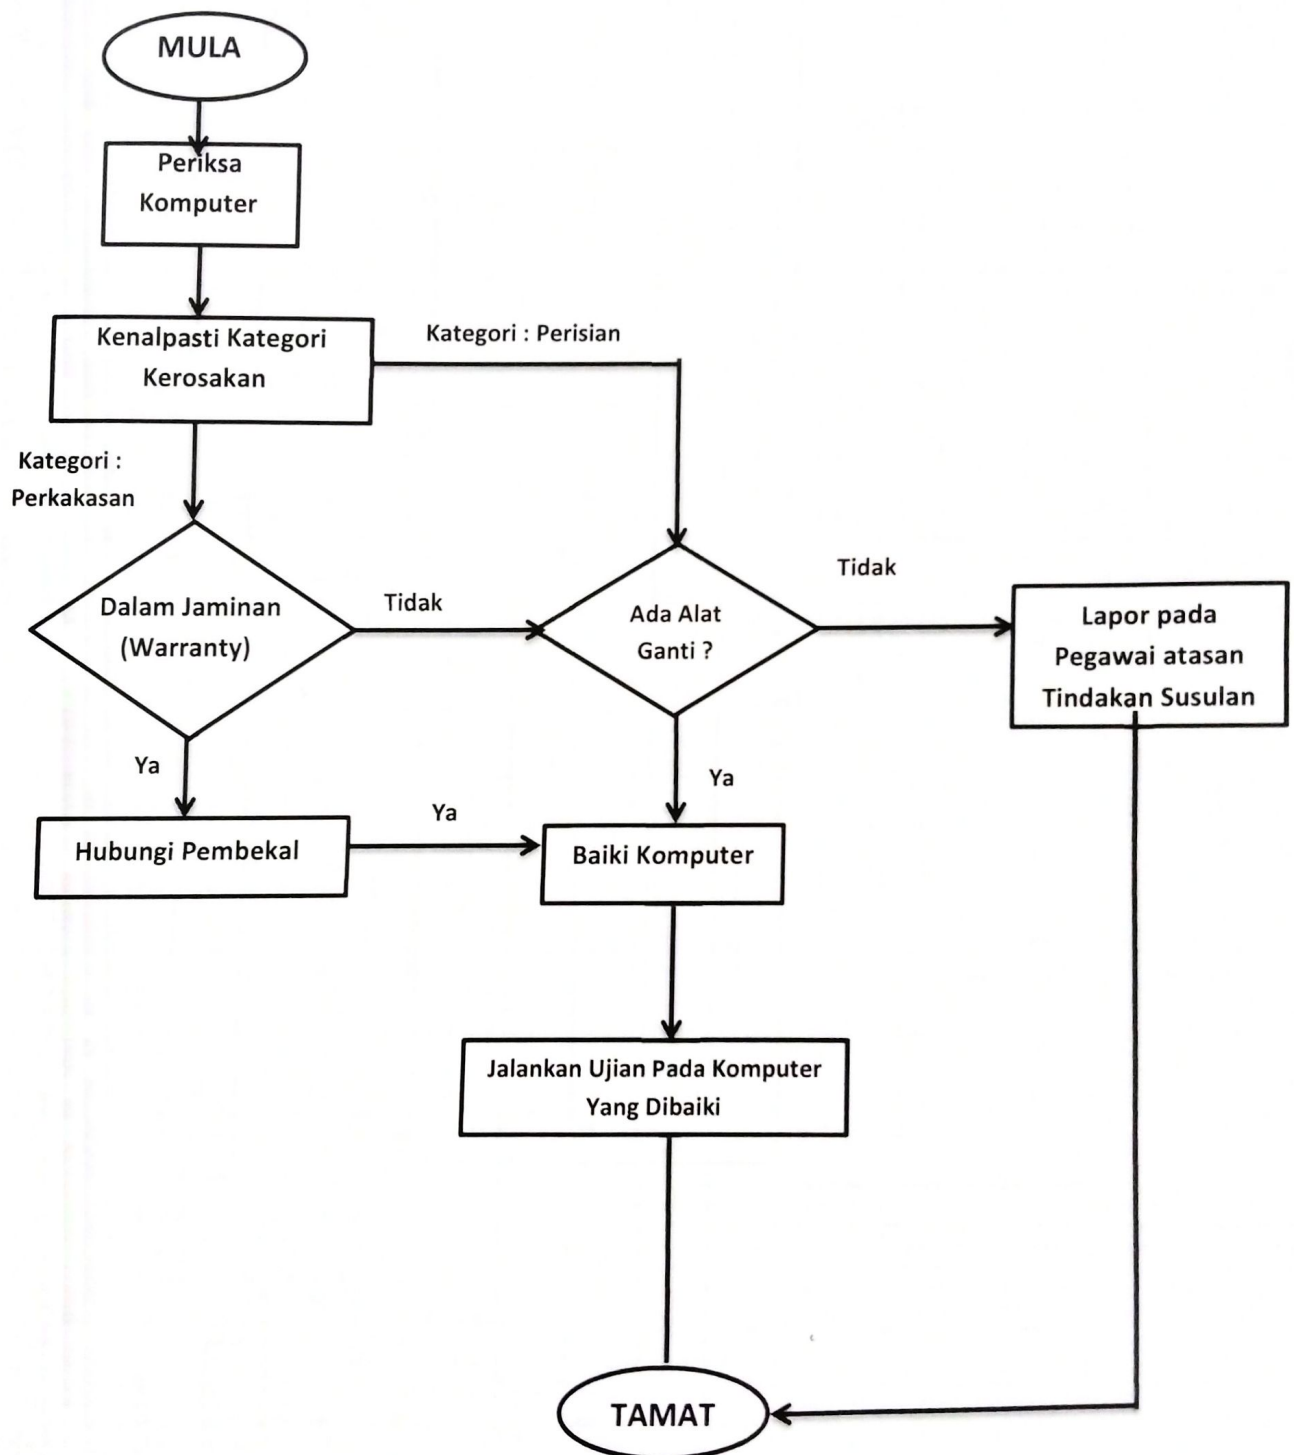 MULA
Periksa
Komputer
Kenalpasti Kategori
Kerosakan
Kategori : Perisian
Kategori :
Perkakasan
Dalam Jaminan
(Warranty)
Tidak
Ada Alat
Ganti ?
Tidak
Lapor pada
Pegawai atasan
Tindakan Susulan
Ya
Hubungi Pembekal
Ya
Ya
Baiki Komputer
Jalankan Ujian Pada Komputer
Yang Dibaiki
TAMAT